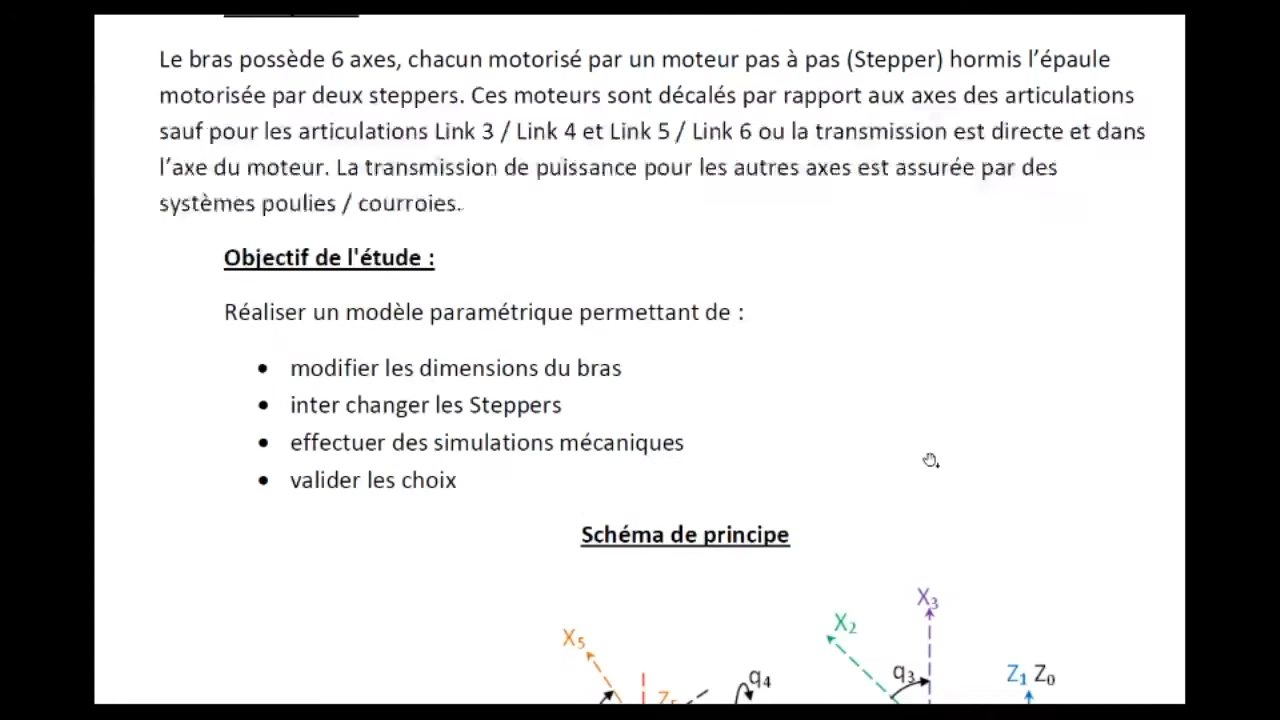 Le bras possède 6 axes, chacun motorisé par un moteur pas à pas (Stepper) hormis l'épaule
motorisée par deux steppers. Ces moteurs sont décalés par rapport aux axes des articulations
sauf pour les articulations Link 3 / Link 4 et Link 5 / Link 6 ou la transmission est directe et dans
l'axe du moteur. La transmission de puissance pour les autres axes est assurée par des
systèmes poulies / courroies.
Objectif de l'étude :
Réaliser un modèle paramétrique permettant de :
• modifier les dimensions du bras
• inter changer les Steppers
• effectuer des simulations mécaniques
• valider les choix
Schéma de principe
X₃
X₂
X₅
q₃
Z₁ Z₀
q₄
Z₅